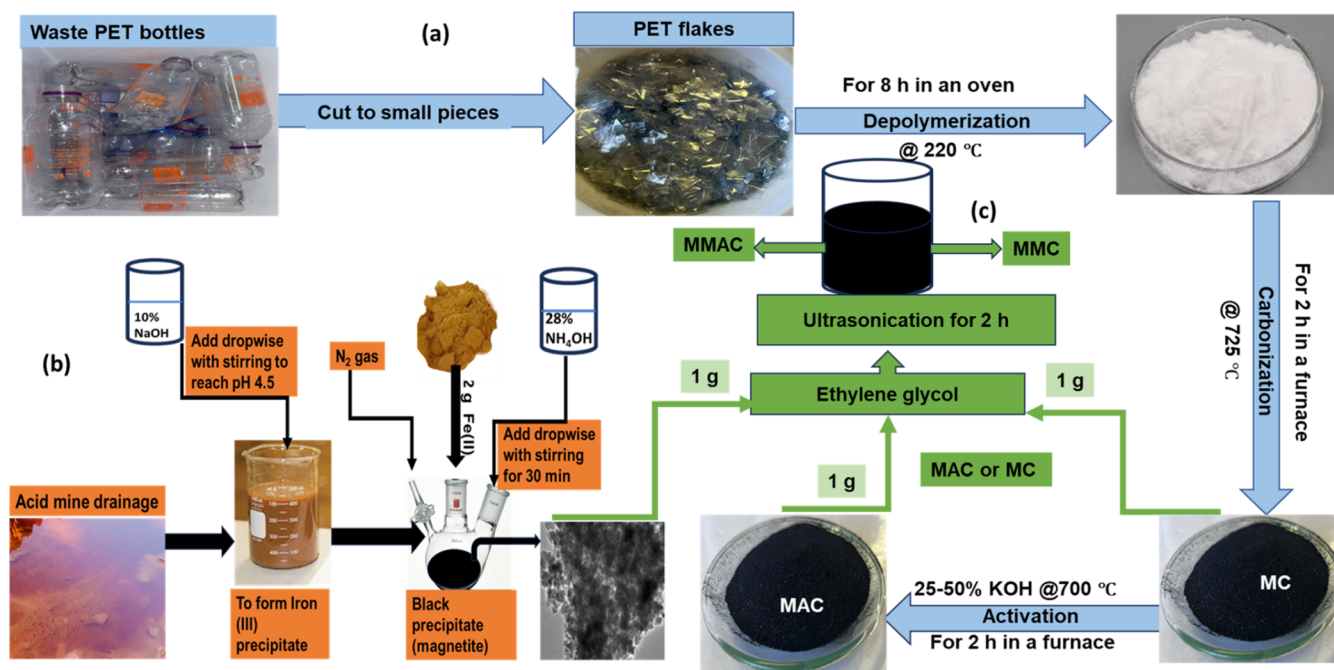 Waste PET bottles
(a)
PET flakes
Cut to small pieces
For 8 h in an oven
Depolymerization
@ 220 ℃
For 2 h in a furnace
Carbonization
@ 725 ℃
(c)
MMAC
MMC
Ultrasonication for 2 h
Ethylene glycol
1 g
1 g
1 g
MAC or MC
(b)
10%
NaOH
Add dropwise
with stirring to
reach pH 4.5
N2 gas
2 g Fe(II)
28%
NH4OH
Add dropwise
with stirring
for 30 min
Acid mine drainage
To form Iron
(III)
precipitate
Black
precipitate
(magnetite)
MAC
25-50% KOH @700 ℃
Activation
For 2 h in a furnace
MC